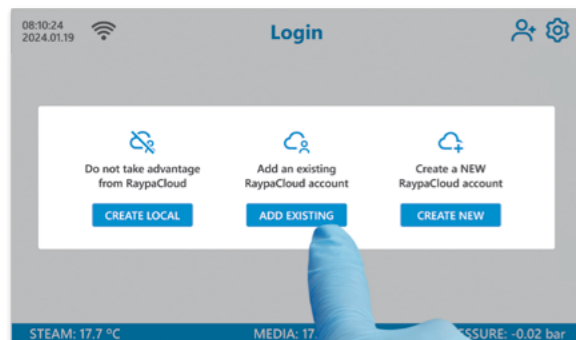 08:10:24
2024.01.19
Login
Do not take advantage
from RaypaCloud
CREATE LOCAL
Add an existing
RaypaCloud account
ADD EXISTING
Create a NEW
RaypaCloud account
CREATE NEW
STEAM: 17.7 ºC
MEDIA: 17.
SSURE: -0.02 bar